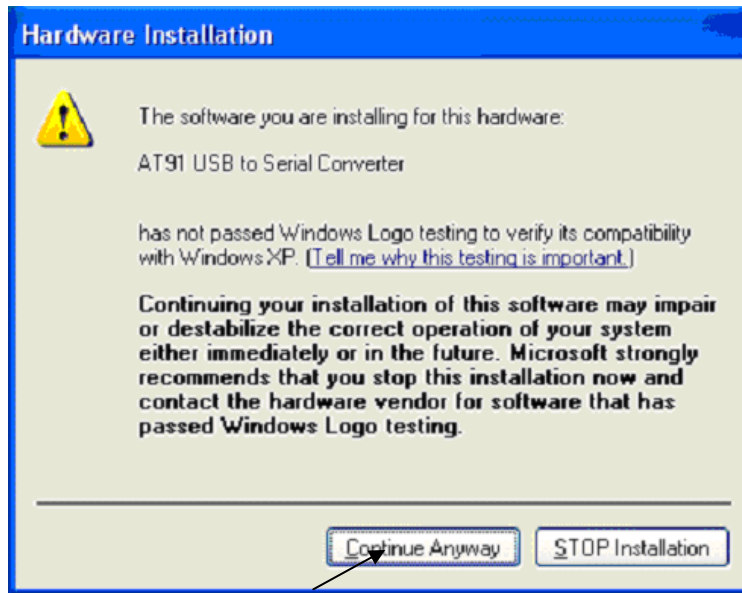 Hardware Installation
The software you are installing for this hardware:
AT91 USB to Serial Converter
has not passed Windows Logo testing to verify its compatibility
with Windows XP. (Tell me why this testing is important.)
Continuing your installation of this software may impair
or destabilize the correct operation of your system
either immediately or in the future. Microsoft strongly
recommends that you stop this installation now and
contact the hardware vendor for software that has
passed Windows Logo testing.
Continue Anyway
STOP Installation